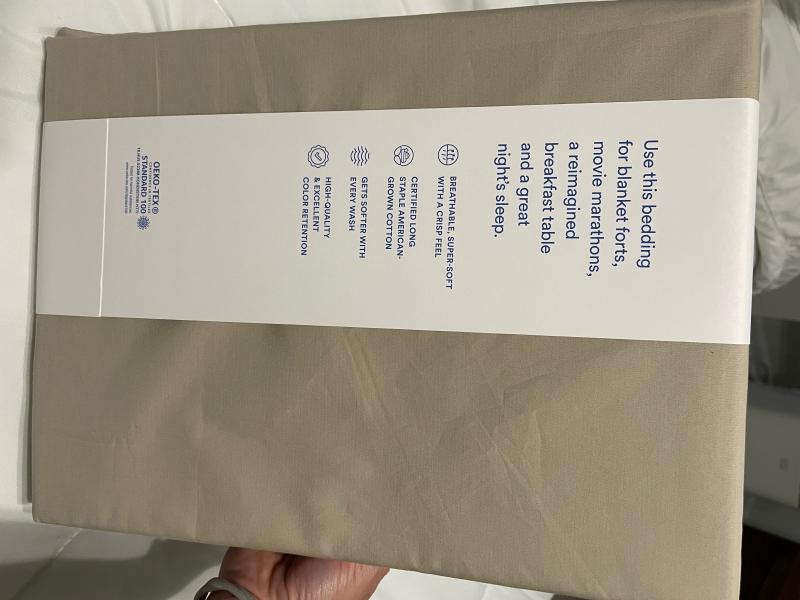 Use this bedding
for blanket forts,
movie marathons,
a reimagined
breakfast table
and a great
night's sleep.
BREATHABLE, SUPER-SOFT
WITH A CRISP FEEL
CERTIFIED LONG
STAPLE AMERICAN-
GROWN COTTON
GETS SOFTER WITH
EVERY WASH
HIGH-QUALITY
& EXCELLENT
COLOR RETENTION
OEKO-TEX®
STANDARD 100